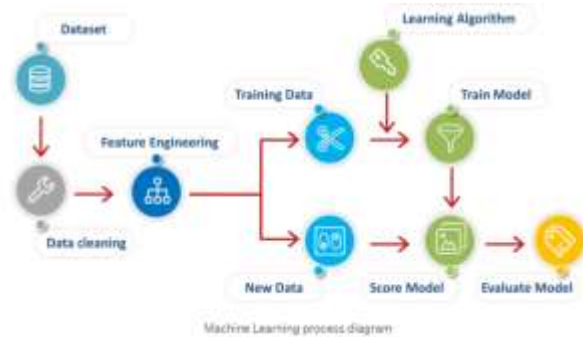 Learning Algorithm
Dataset
Training Data
Train Model
Feature Engineering
Data cleaning
New Data
Score Model
Evaluate Model
Machine Learning process diagram